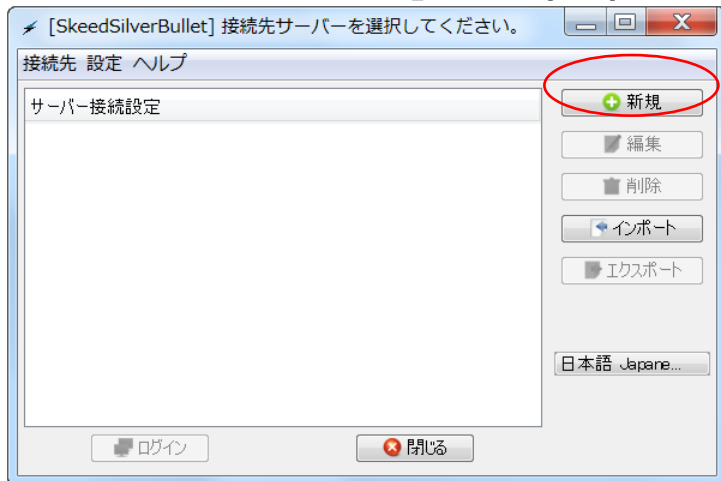 [SkeedSilverBullet] 接続先サーバーを選択してください。
接続先 設定 ヘルプ
サーバー接続設定
新規
編集
削除
インポート
エクスポート
日本語 Japane...
ログイン
閉じる